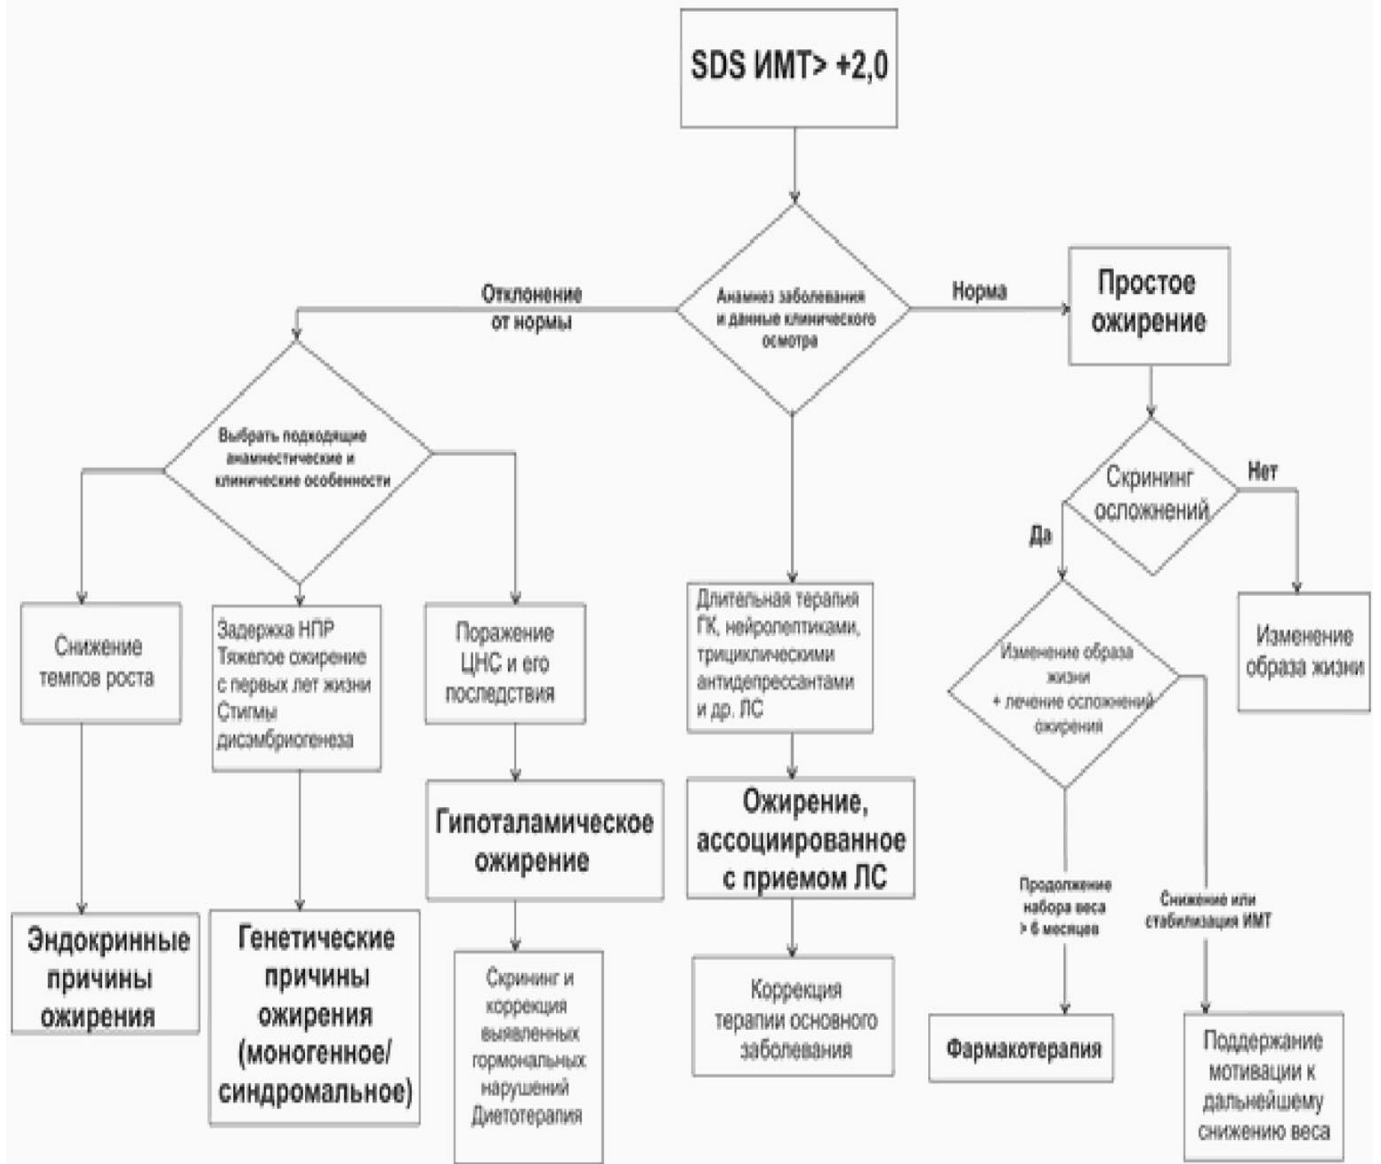 SDS ИМТ> +2,0
Анамнез заболевания
и данные клинического
осмотра
Отклонение
от нормы
Норма
Простое
ожирение
Выбрать подходящие
анамнестические и
клинические особенности
Скрининг
осложнений
Нет
Да
Снижение
темпов роста
Задержка НПР
Тяжелое ожирение
с первых лет жизни
Стигмы
дисэмбриогенеза
Поражение
ЦНС и его
последствия
Длительная терапия
ГК, нейролептиками,
трициклическими
антидепрессантами
и др. ЛС
Изменение образа
жизни
+ лечение осложнений
ожирения
Изменение
образа жизни
Гипоталамическое
ожирение
Ожирение,
ассоциированное
с приемом ЛС
Продолжение
набора веса
> 6 месяцев
Снижение или
стабилизация ИМТ
Эндокринные
причины
ожирения
Генетические
причины
ожирения
(моногенное/
синдромальное)
Скрининг и
коррекция
выявленных
гормональных
нарушений
Диетотерапия
Коррекция
терапии основного
заболевания
Фармакотерапия
Поддержание
мотивации к
дальнейшему
снижению веса